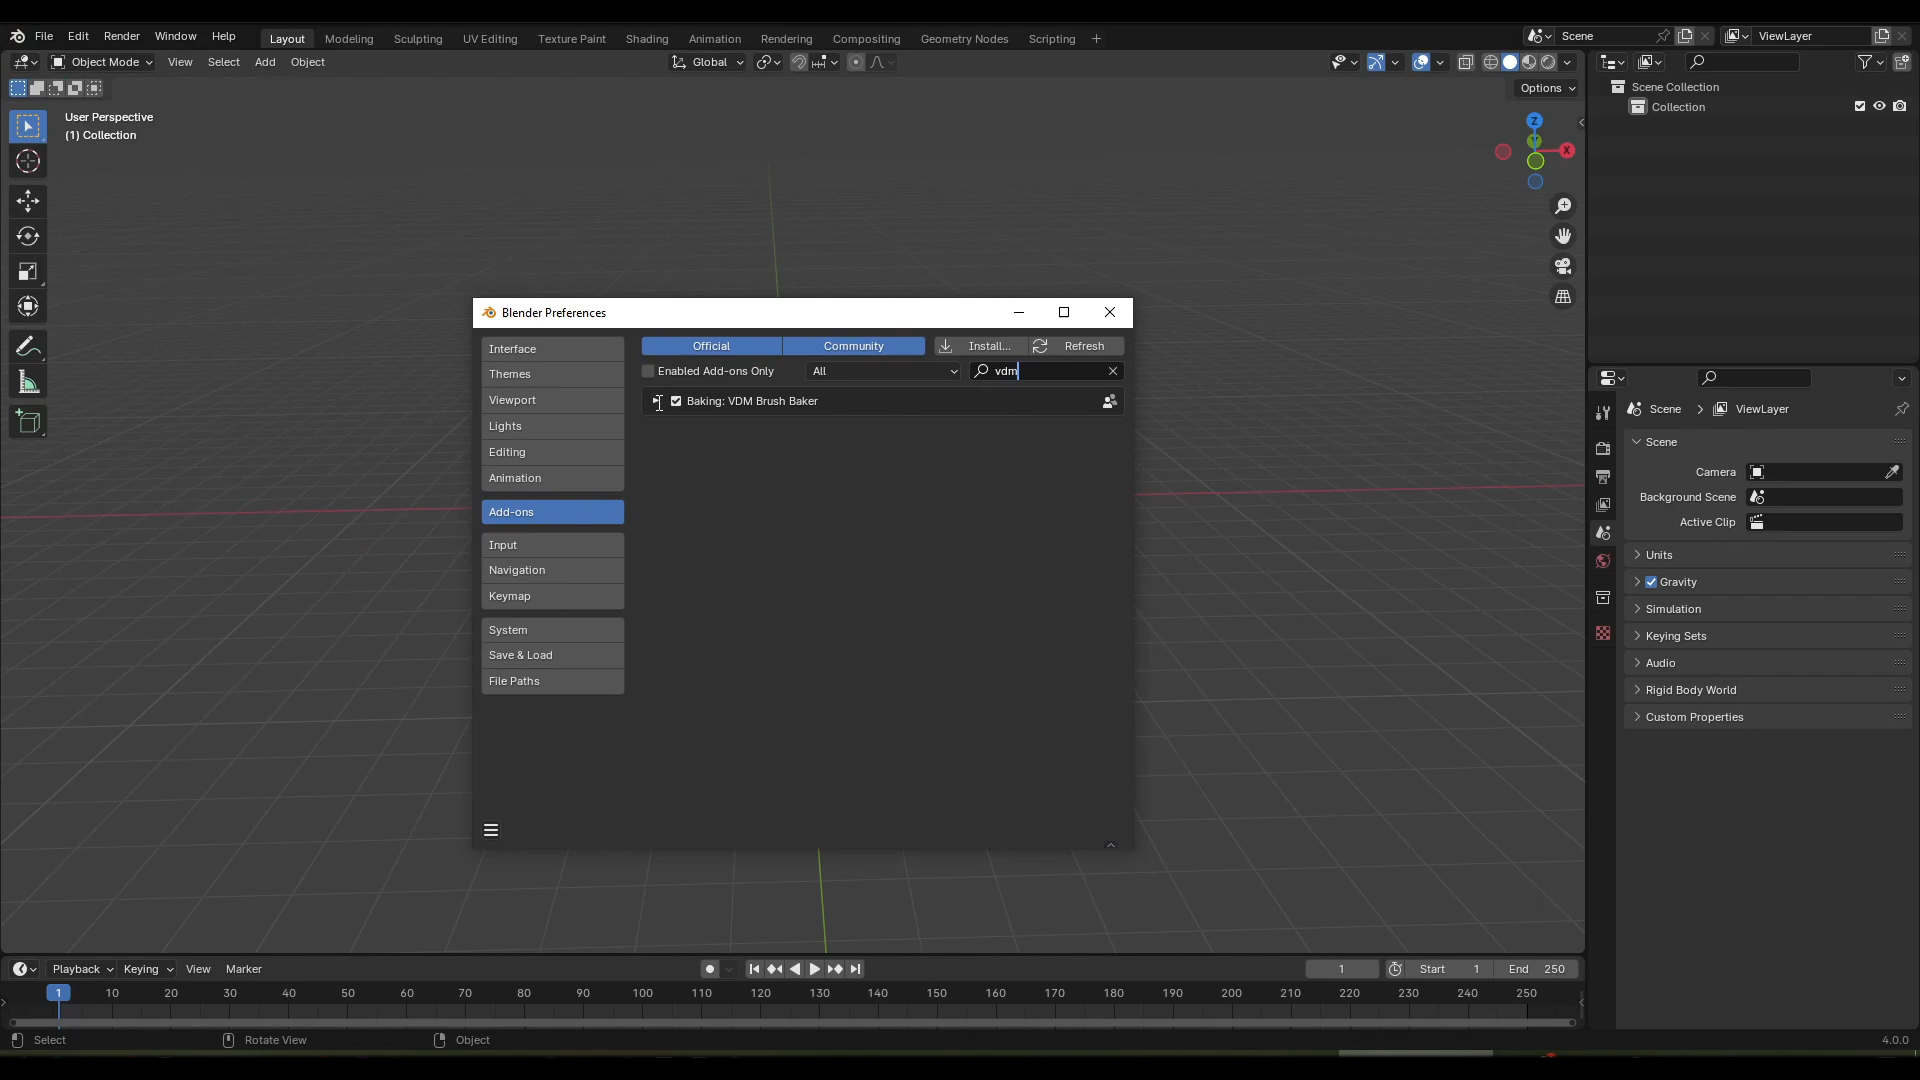 File Edit Render Window Help Layout Modeling Sculpting UV Editing Texture Paint Shading Animation Rendering Compositing Geometry Nodes Scripting Scene ViewLayer
Object Mode View Select Add Object Global
Options
User Perspective
(1) Collection
Z
Y
X
Scene Collection
Collection
Blender Preferences
Interface
Themes
Viewport
Lights
Editing
Animation
Add-ons
Input
Navigation
Keymap
System
Save & Load
File Paths
Official Community Install... Refresh
Enabled Add-ons Only All vdm
Baking: VDM Brush Baker
Scene ViewLayer
Scene
Camera
Background Scene
Active Clip
Units
Gravity
Simulation
Keying Sets
Audio
Rigid Body World
Custom Properties
Playback Keying View Marker 1 Start 1 End 250
1 10 20 30 40 50 60 70 80 90 100 110 120 130 140 150 160 170 180 190 200 210 220 230 240 250
Select Rotate View Object 4.0.0